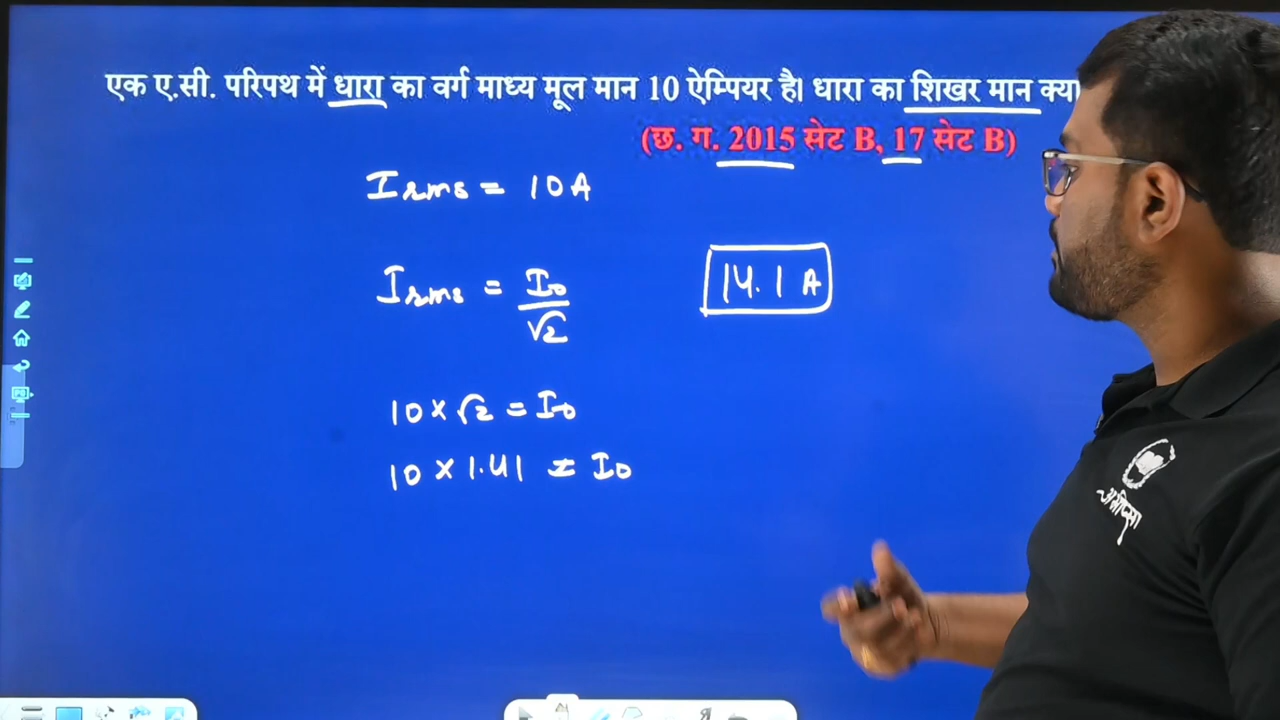 एक ए.सी. परिपथ में धारा का वर्ग माध्य मूल मान 10 ऐम्पियर है। धारा का शिखर मान क्या
(छ. ग. 2015 सेट B, 17 सेट B)
Irms = 10A
Irms = I₀/√2
14.1 A
10 × √2 = I₀
10 × 1.41 = I₀
अभीप्सा